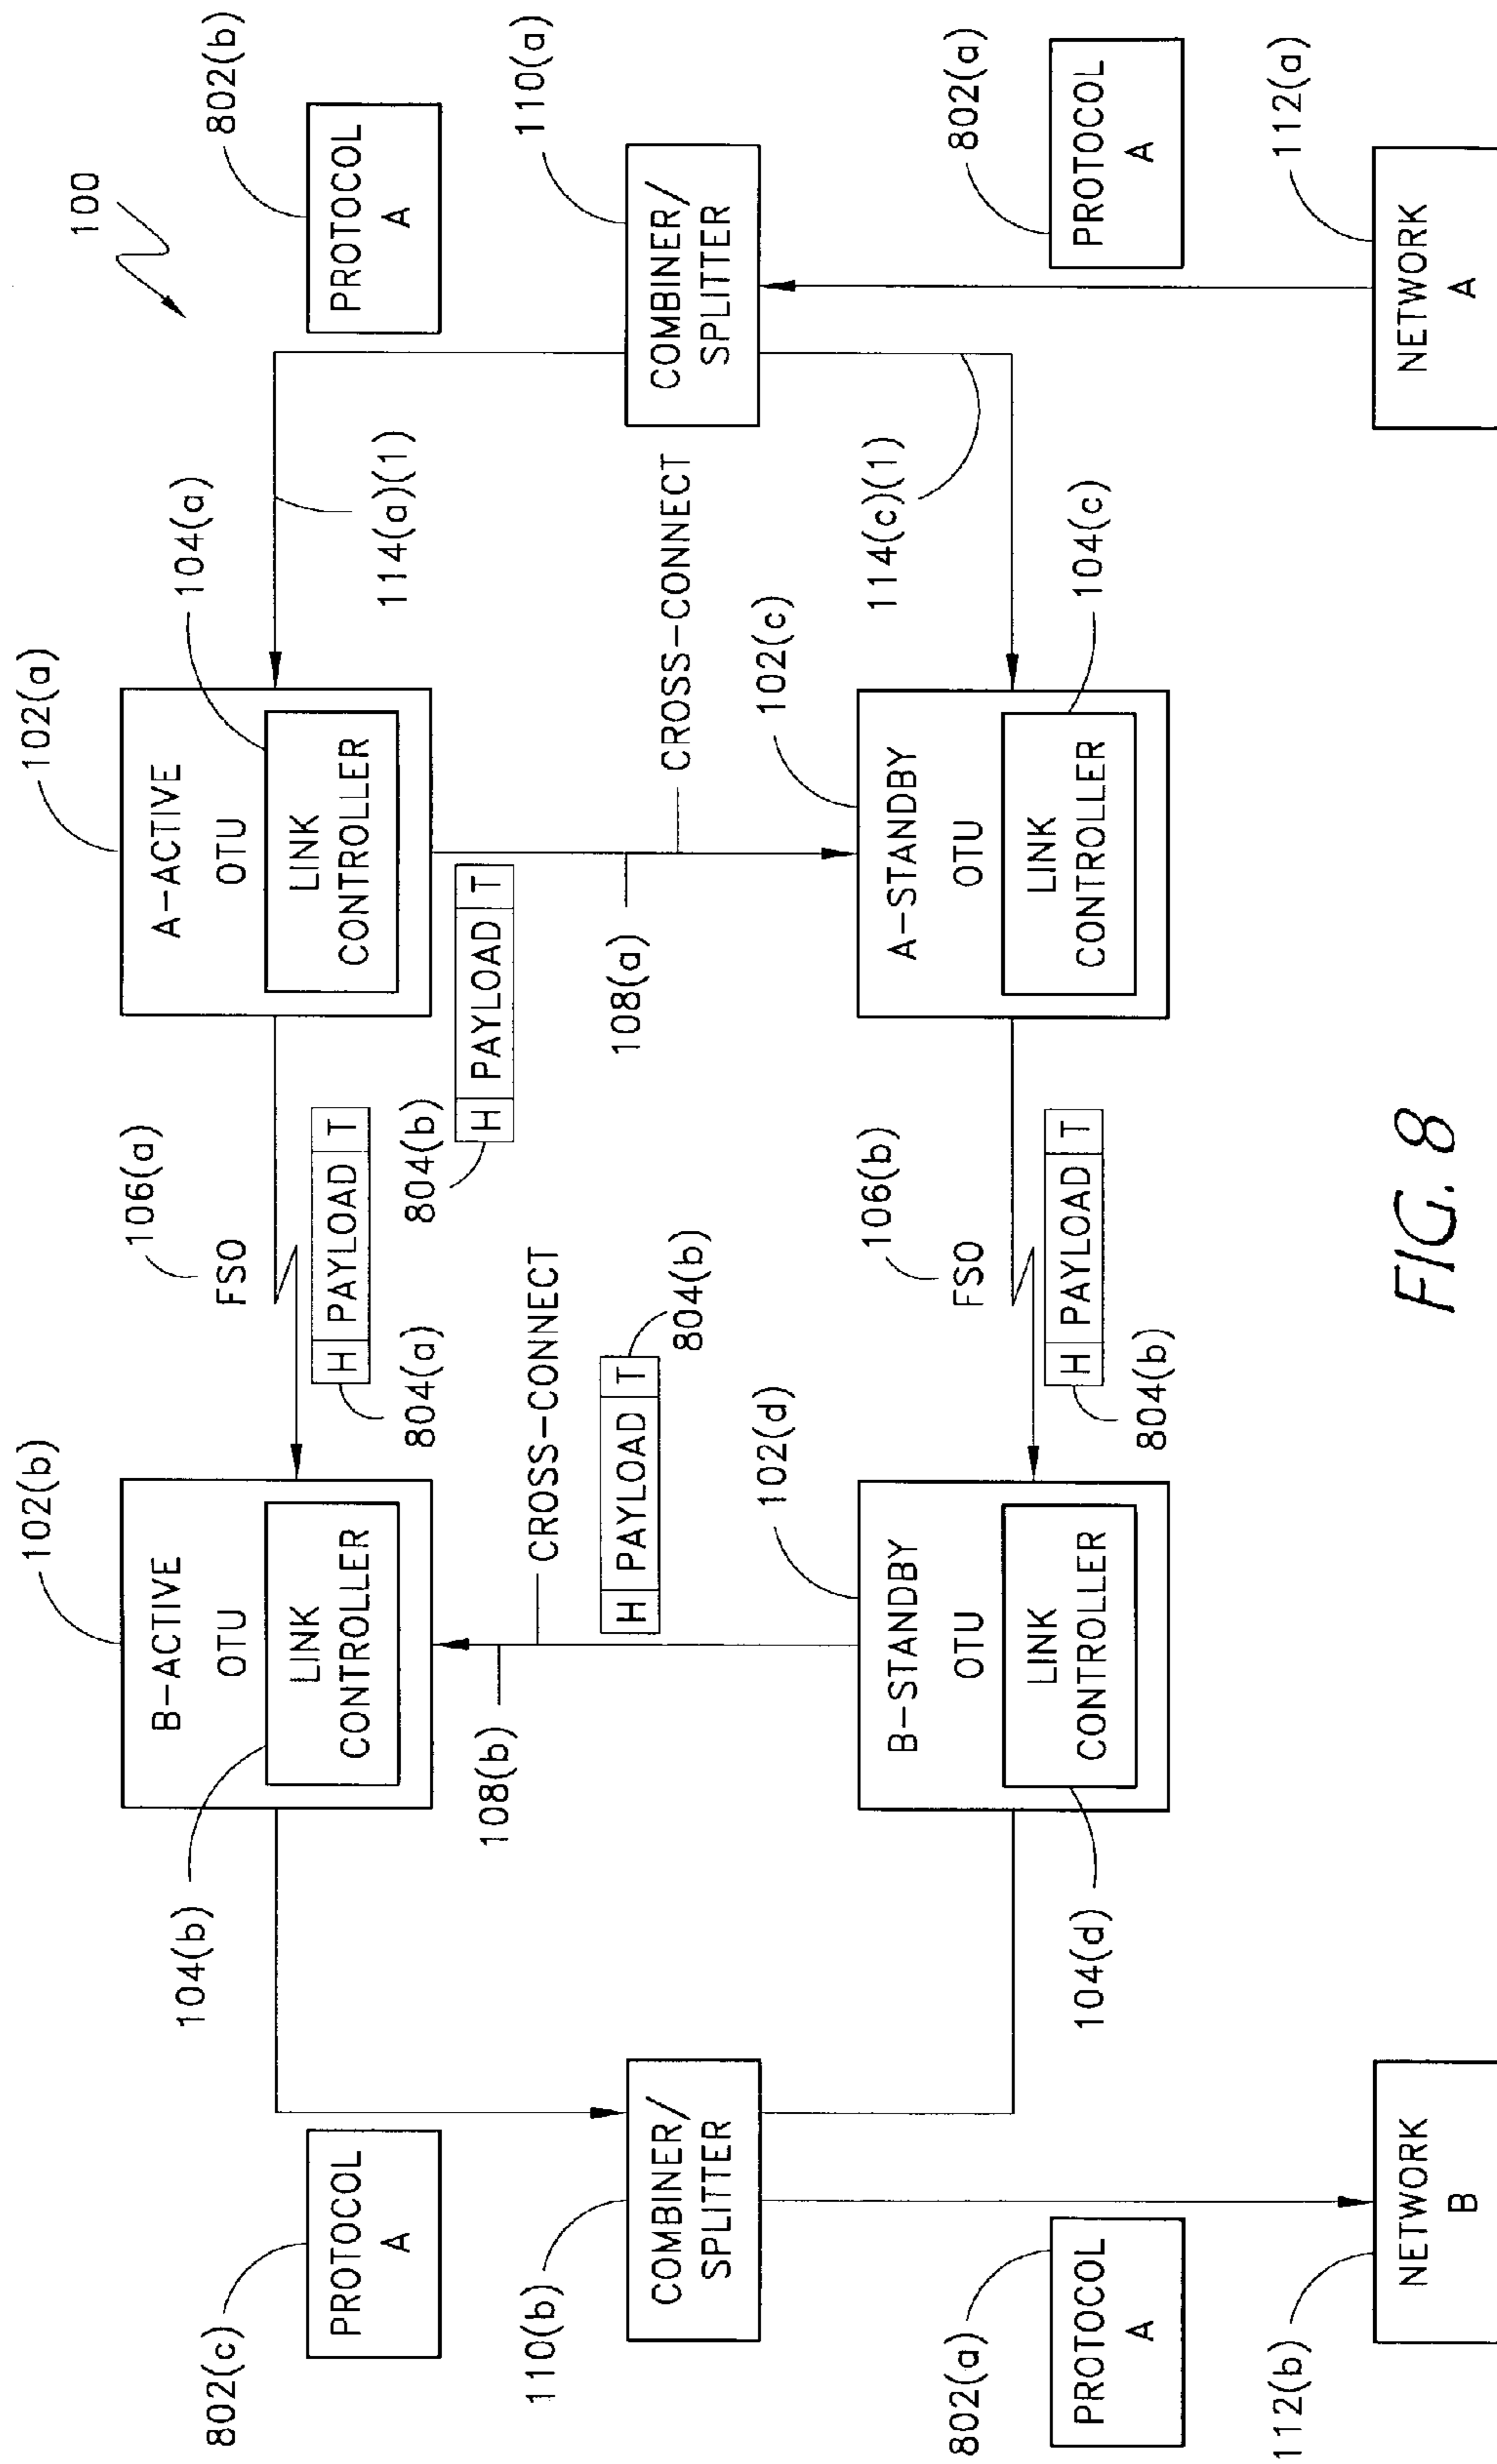 100
802(c)
PROTOCOL
A
102(b)
B-ACTIVE
OTU
LINK
CONTROLLER
104(b)
106(a)
FSO
H PAYLOAD T
804(a)
102(a)
A-ACTIVE
OTU
LINK
CONTROLLER
104(a)
114(a)(1)
802(b)
PROTOCOL
A
110(b)
COMBINER/
SPLITTER
108(b)
CROSS-CONNECT
H PAYLOAD T
804(b)
804(b)
H PAYLOAD T
108(a)
CROSS-CONNECT
110(a)
COMBINER/
SPLITTER
114(c)(1)
102(d)
B-STANDBY
OTU
LINK
CONTROLLER
104(d)
106(b)
FSO
H PAYLOAD T
804(b)
102(c)
A-STANDBY
OTU
LINK
CONTROLLER
104(c)
802(a)
PROTOCOL
A
802(a)
PROTOCOL
A
112(b)
NETWORK
B
112(a)
NETWORK
A
FIG. 8